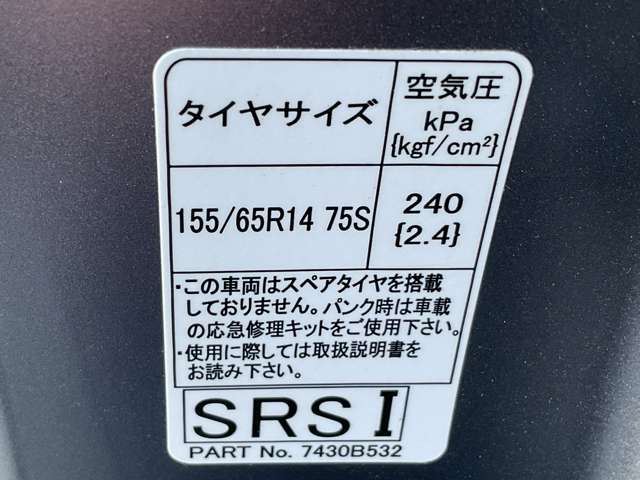 タイヤサイズ
空気圧
kPa
{kgf/cm²}
155/65R14 75S
240
{2.4}
・この車両はスペアタイヤを搭載
しておりません。パンク時は車載
の応急修理キットをご使用下さい。
・使用に際しては取扱説明書を
お読み下さい。
SRS I
PART No. 7430B532